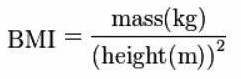 BMI = mass(kg)
(height(m))²